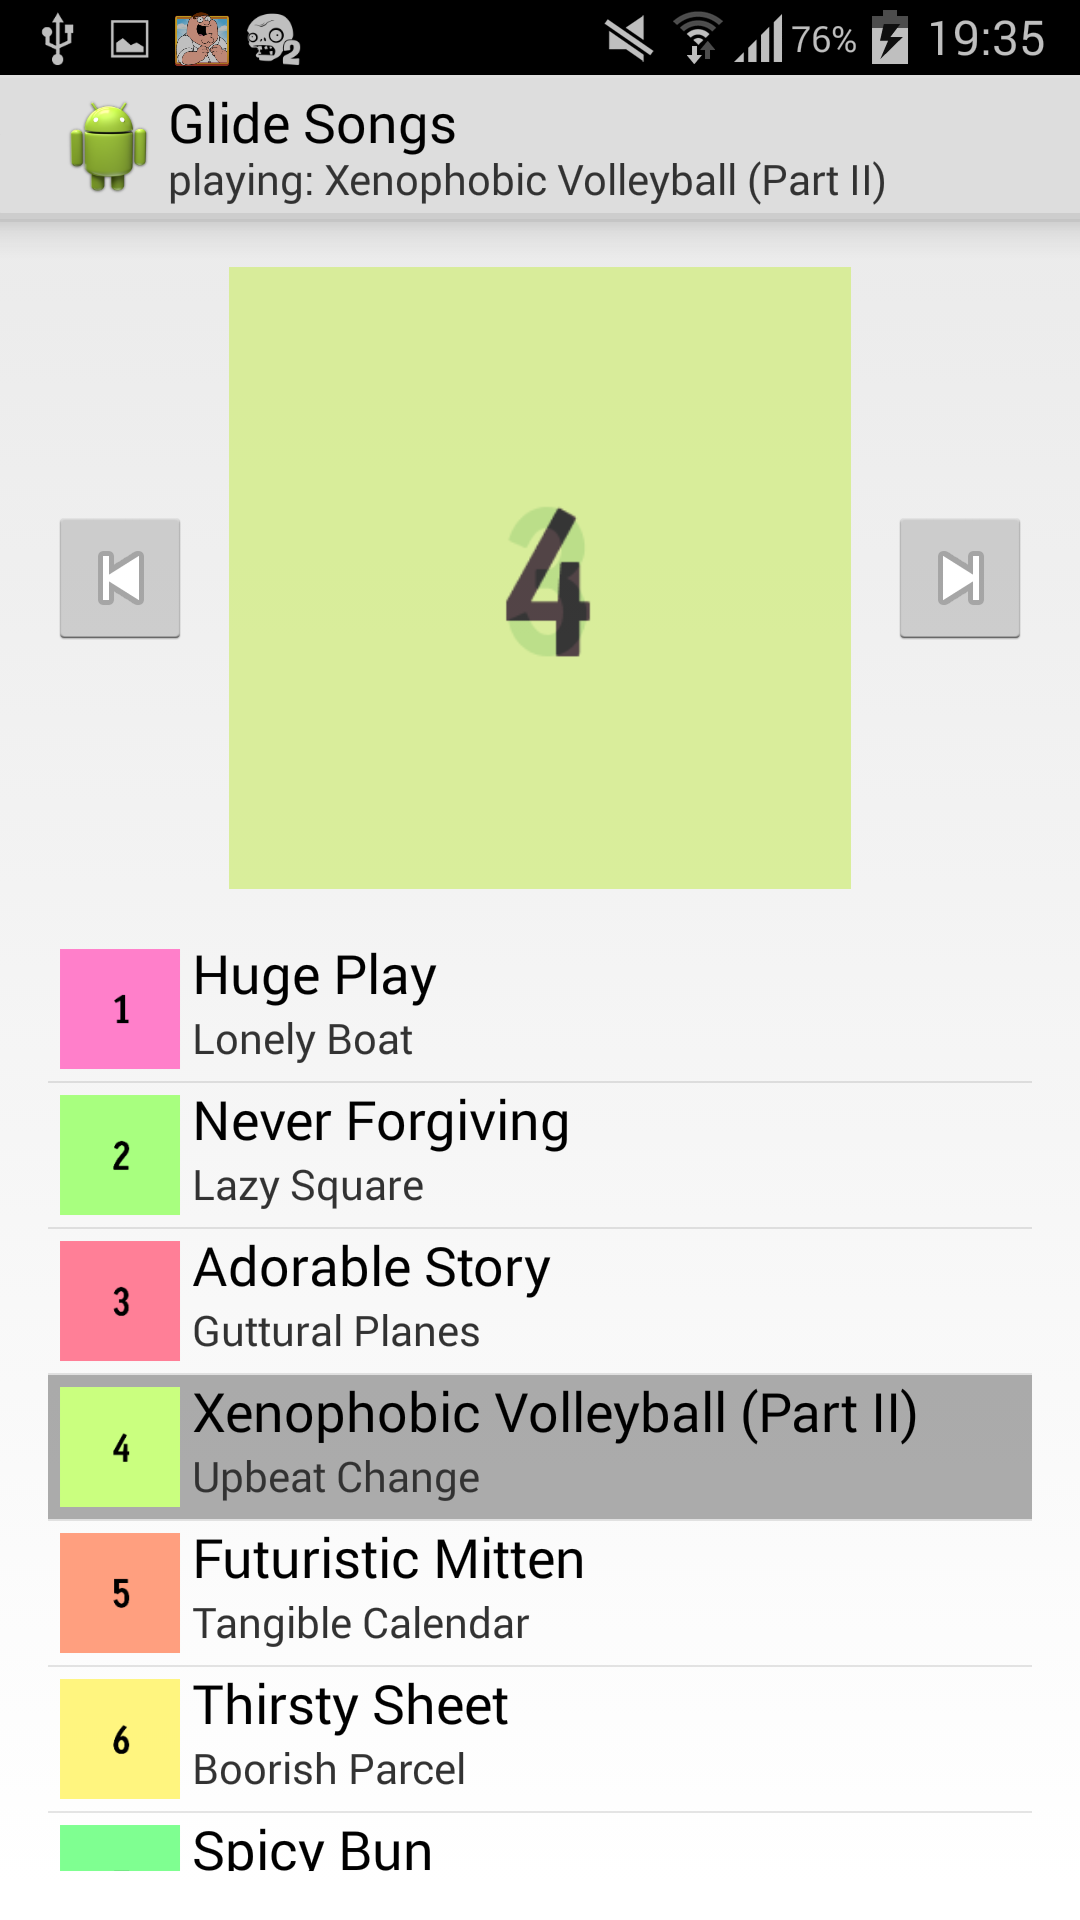 2
76%
19:35
Glide Songs
playing: Xenophobic Volleyball (Part II)
4
1
Huge Play
Lonely Boat
2
Never Forgiving
Lazy Square
3
Adorable Story
Guttural Planes
4
Xenophobic Volleyball (Part II)
Upbeat Change
5
Futuristic Mitten
Tangible Calendar
6
Thirsty Sheet
Boorish Parcel
Spicy Bun